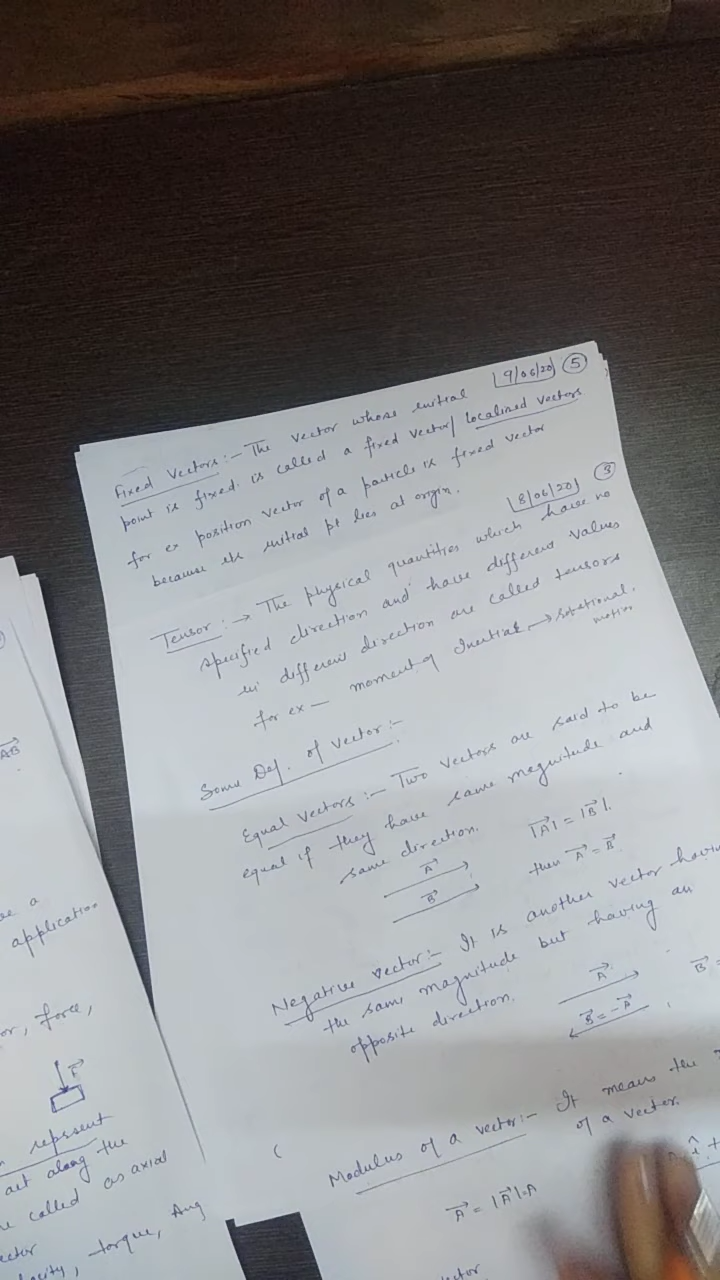 9/06/20 5
Fixed Vectors :- The vector whose initial
point is fixed. is called a fixed vector/ localised vectors
for ex position vector of a particle is fixed vector
because its initial pt lies at origin.
8/06/20 3
Tensor :→ The physical quantities which have no
specified direction and have different values
in different direction are called tensors
for ex — moment of Inertia → rotational.
motion
Some Def. of vector :-
Equal vectors :- Two vectors are said to be
equal if they have same magnitude and
same direction. |A⃗| = |B⃗|.
A⃗
then A⃗ = B⃗.
B⃗
Negative vector:- It is another vector having
the same magnitude but having an
opposite direction.
A⃗
B⃗ = -A⃗
B⃗ =
Modulus of a vector:- It means the
of a vector.
A⃗ = |A⃗|.A
AB
application
force,
F⃗
repsent
act along the
called as axial
torque, Ang